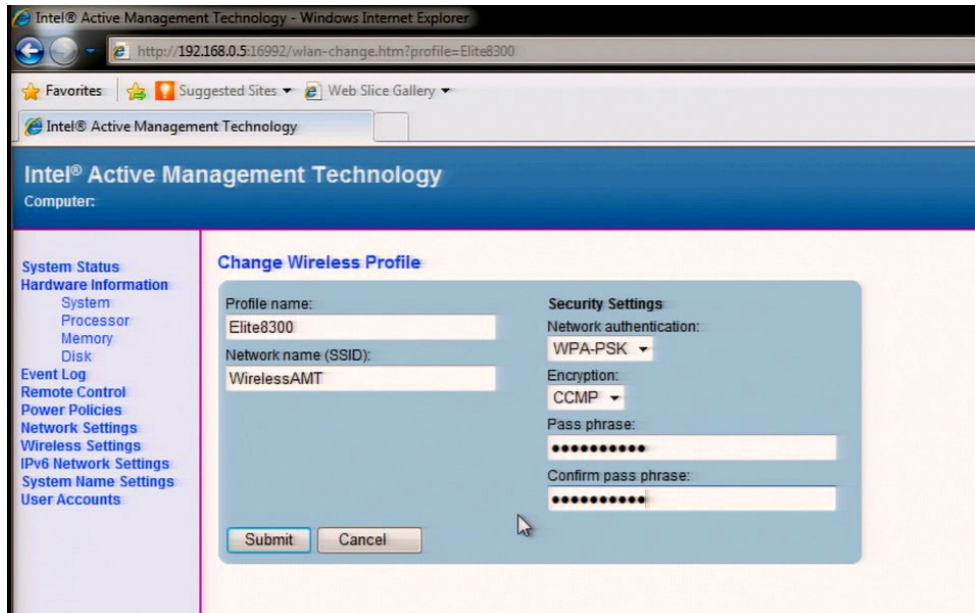 Intel® Active Management Technology - Windows Internet Explorer
http://192.168.0.5:16992/wlan-change.htm?profile=Elite8300
Favorites Suggested Sites Web Slice Gallery
Intel® Active Management Technology
Intel® Active Management Technology
Computer:
System Status
Hardware Information
System
Processor
Memory
Disk
Event Log
Remote Control
Power Policies
Network Settings
Wireless Settings
IPv6 Network Settings
System Name Settings
User Accounts
Change Wireless Profile
Profile name:
Elite8300
Network name (SSID):
WirelessAMT
Security Settings
Network authentication:
WPA-PSK
Encryption:
CCMP
Pass phrase:
••••••••••
Confirm pass phrase:
••••••••••
Submit Cancel